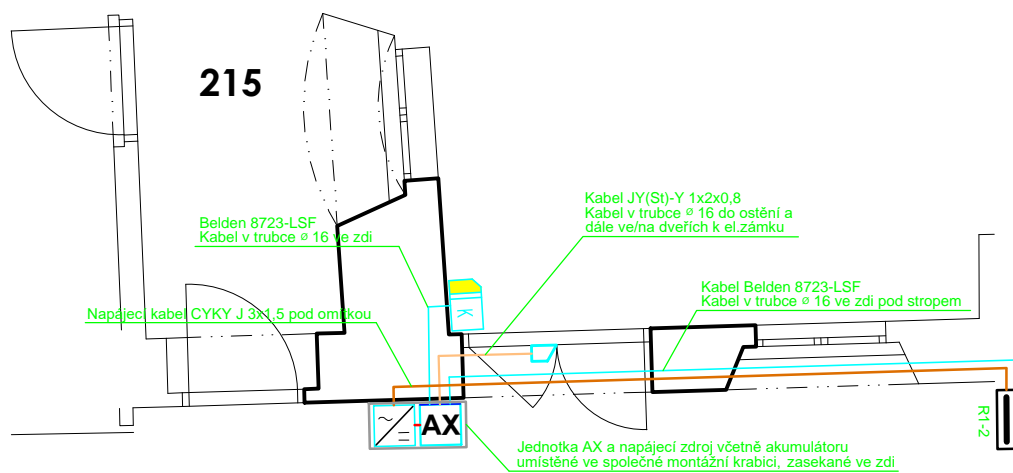 215
Kabel JY(St)-Y 1x2x0,8
Kabel v trubce ⌀ 16 do ostění a
dále ve/na dveřích k el.zámku
Belden 8723-LSF
Kabel v trubce ⌀ 16 ve zdi
Kabel Belden 8723-LSF
Kabel v trubce ⌀ 16 ve zdi pod stropem
Napájecí kabel CYKY J 3x1,5 pod omítkou
K
AX
R1-2
Jednotka AX a napájecí zdroj včetně akumulátoru
umístěné ve společné montážní krabici, zasekané ve zdi